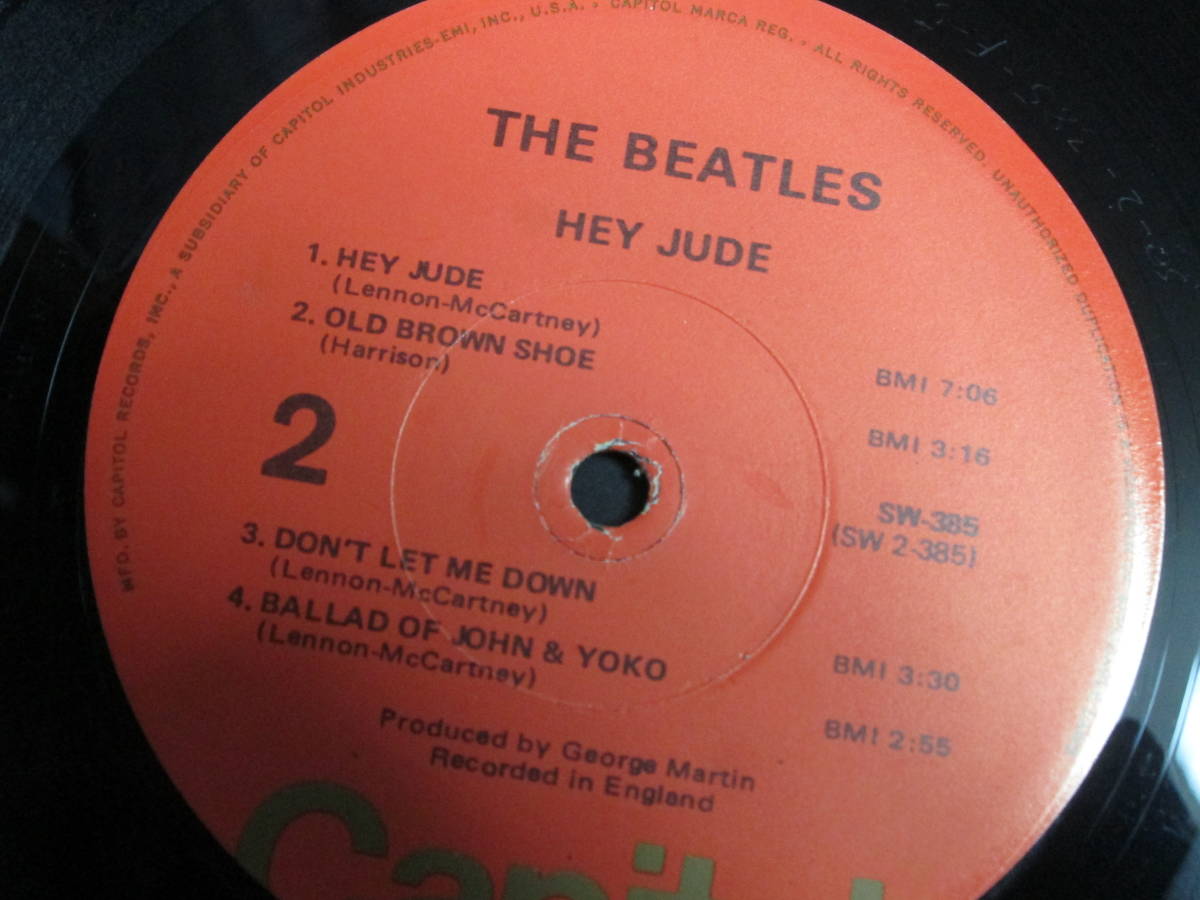 MFD. BY CAPITOL RECORDS, INC., A SUBSIDIARY OF CAPITOL INDUSTRIES-EMI, INC., U.S.A. • CAPITOL MARCA REG. • ALL RIGHTS RESERVED. UNAUTHORIZED DUPLICATION
THE BEATLES
HEY JUDE
1. HEY JUDE
(Lennon-McCartney)
BMI 7:06
2. OLD BROWN SHOE
(Harrison)
BMI 3:16
2
SW-385
(SW 2-385)
3. DON'T LET ME DOWN
(Lennon-McCartney)
BMI 3:30
4. BALLAD OF JOHN & YOKO
(Lennon-McCartney)
BMI 2:55
Produced by George Martin
Recorded in England
Capitol